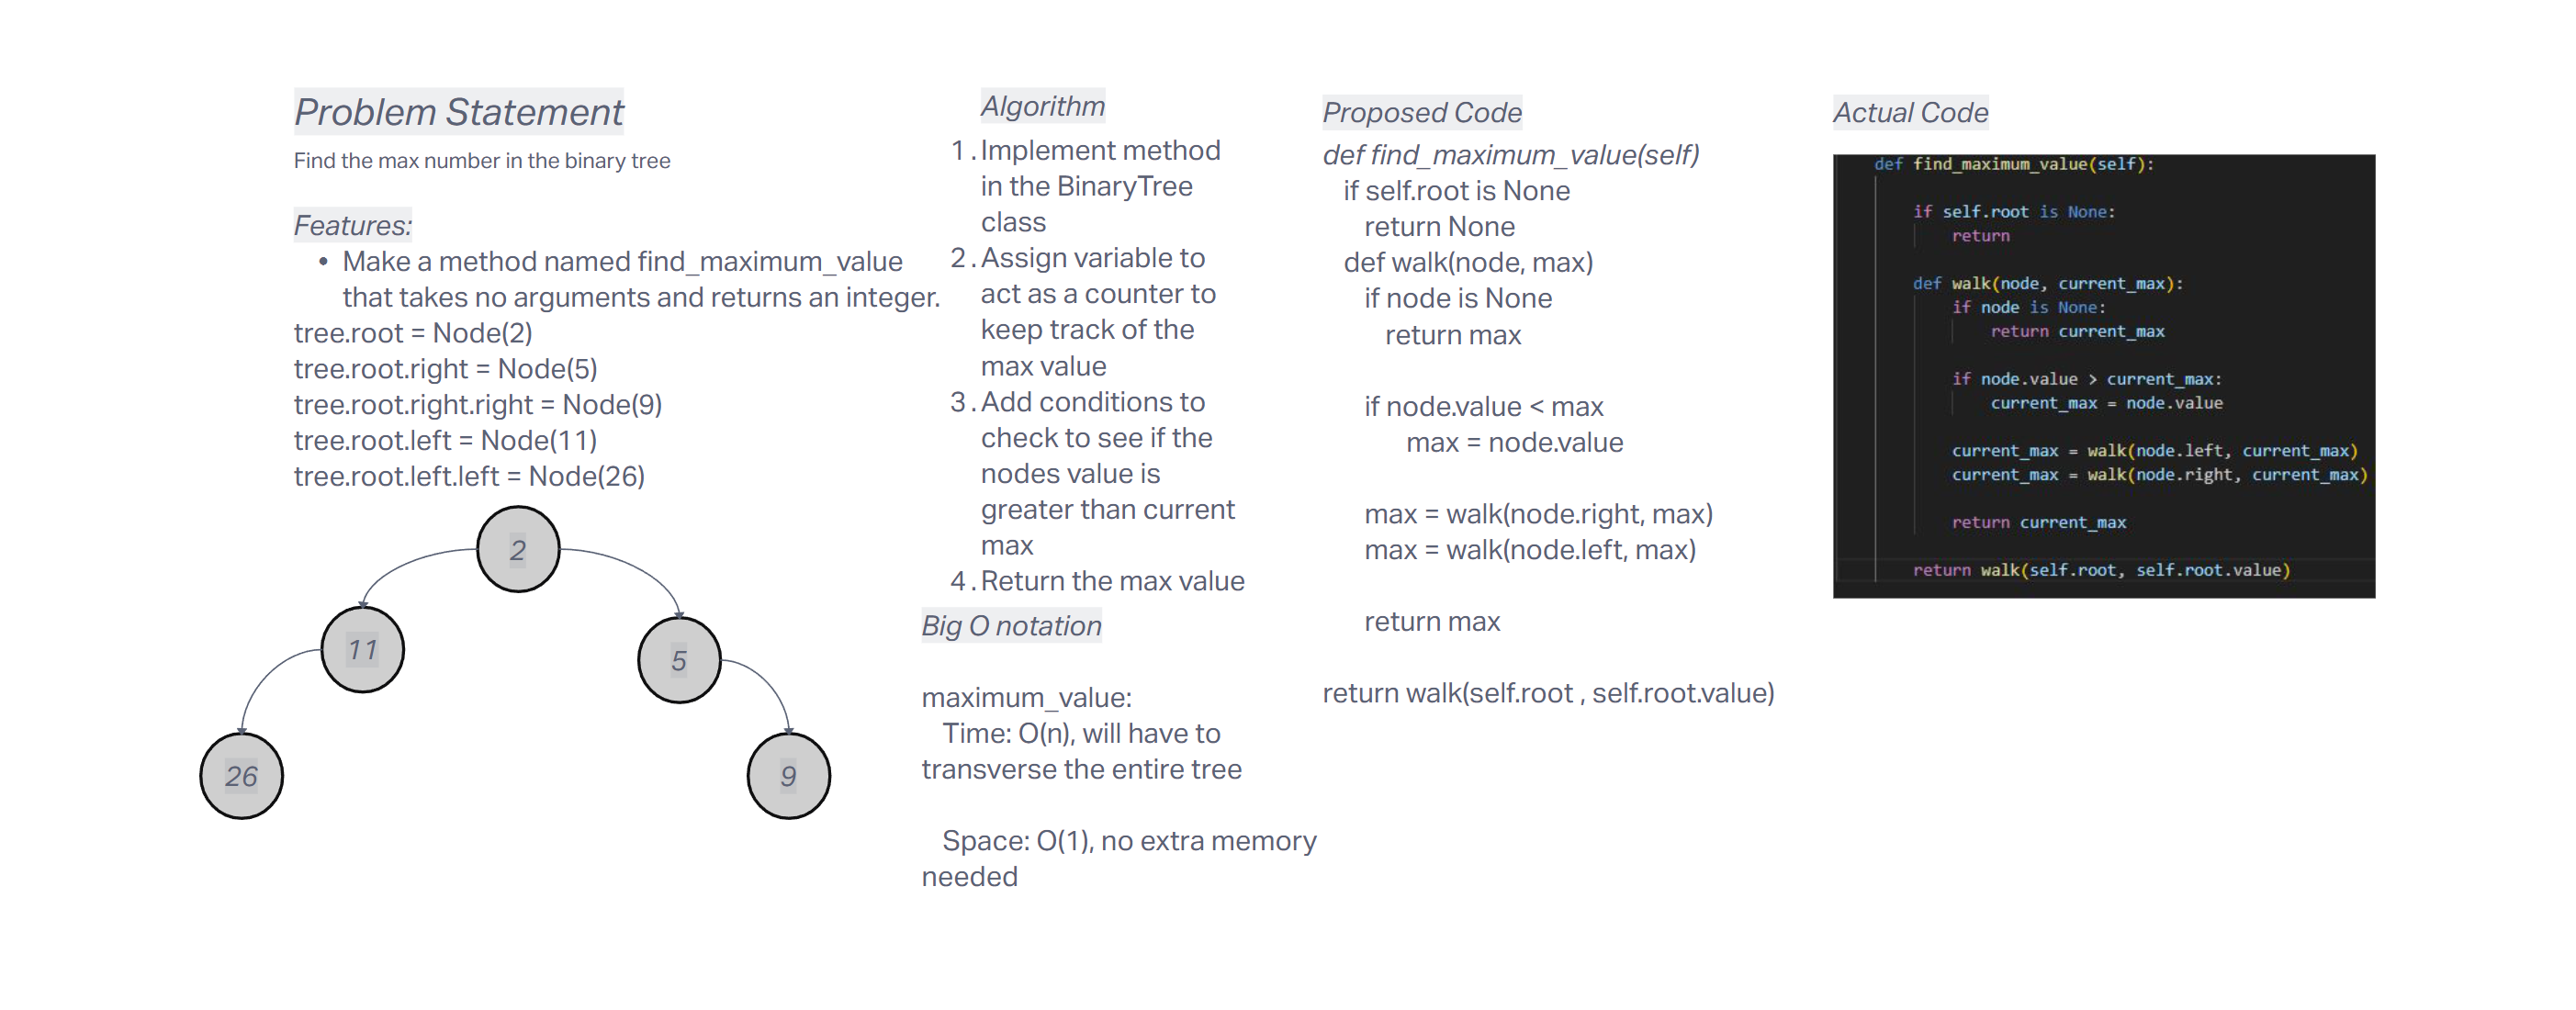 Problem Statement
Find the max number in the binary tree
Features:
• Make a method named find_maximum_value
that takes no arguments and returns an integer.
tree.root = Node(2)
tree.root.right = Node(5)
tree.root.right.right = Node(9)
tree.root.left = Node(11)
tree.root.left.left = Node(26)
2
11
5
26
9
Algorithm
1. Implement method
in the BinaryTree
class
2. Assign variable to
act as a counter to
keep track of the
max value
3. Add conditions to
check to see if the
nodes value is
greater than current
max
4. Return the max value
Big O notation
maximum_value:
Time: O(n), will have to
transverse the entire tree
Space: O(1), no extra memory
needed
Proposed Code
def find_maximum_value(self)
if self.root is None
return None
def walk(node, max)
if node is None
return max
if node.value < max
max = node.value
max = walk(node.right, max)
max = walk(node.left, max)
return max
return walk(self.root , self.root.value)
Actual Code
def find_maximum_value(self):
if self.root is None:
return
def walk(node, current_max):
if node is None:
return current_max
if node.value > current_max:
current_max = node.value
current_max = walk(node.left, current_max)
current_max = walk(node.right, current_max)
return current_max
return walk(self.root, self.root.value)